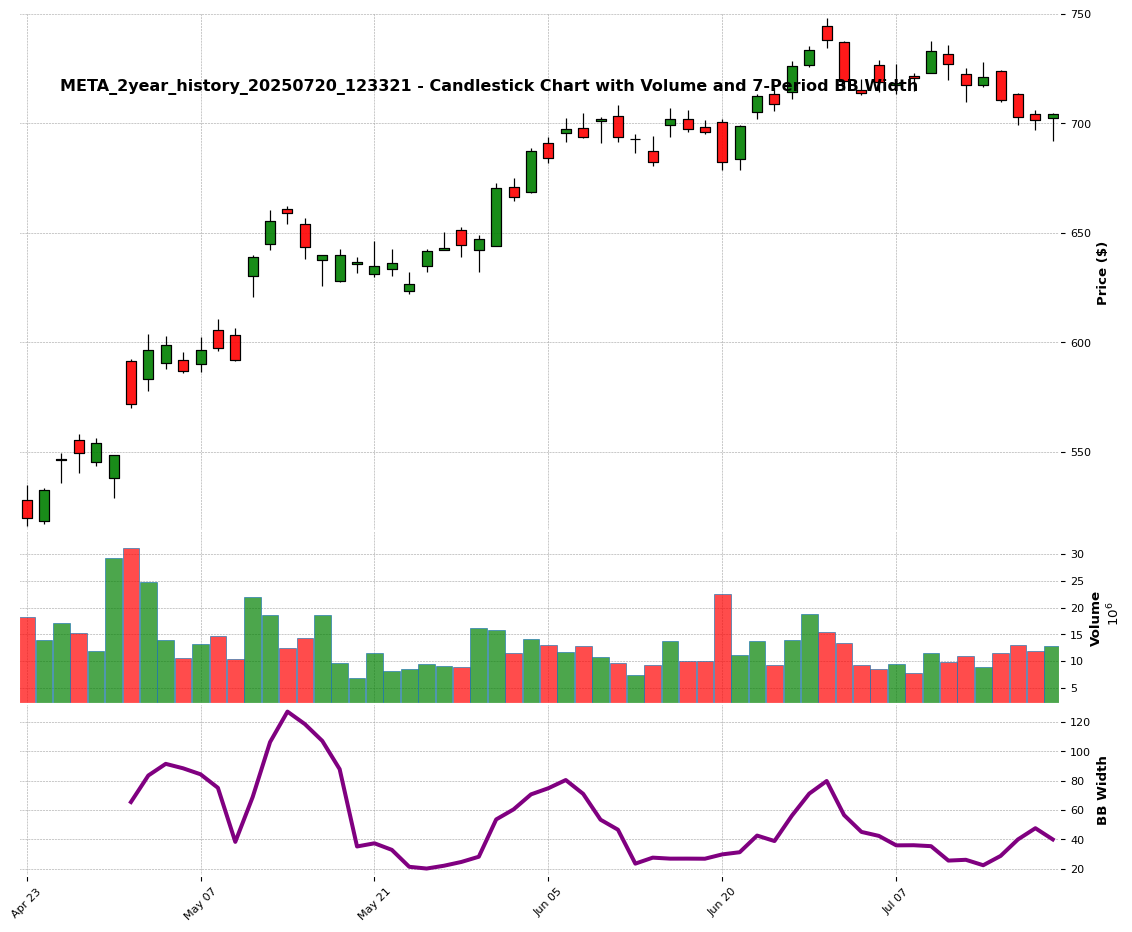 META_2year_history_20250720_123321 - Candlestick Chart with Volume and 7-Period BB Width
750
700
650
600
550
Price ($)
30
25
20
15
10
5
Volume
10^6
120
100
80
60
40
20
BB Width
Apr 23
May 07
May 21
Jun 05
Jun 20
Jul 07